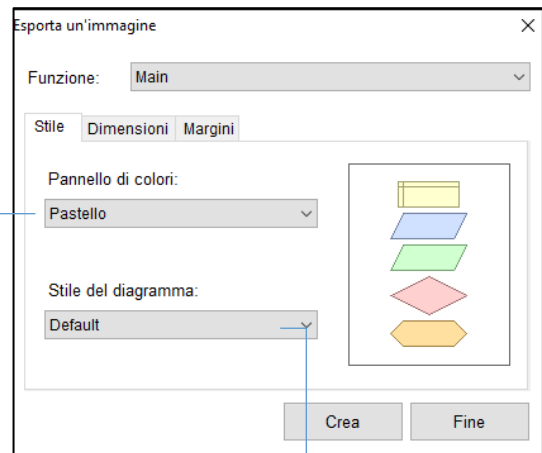 Esporta un'immagine
Funzione: Main
Stile Dimensioni Margini
Pannello di colori:
Pastello
Stile del diagramma:
Default
Crea Fine